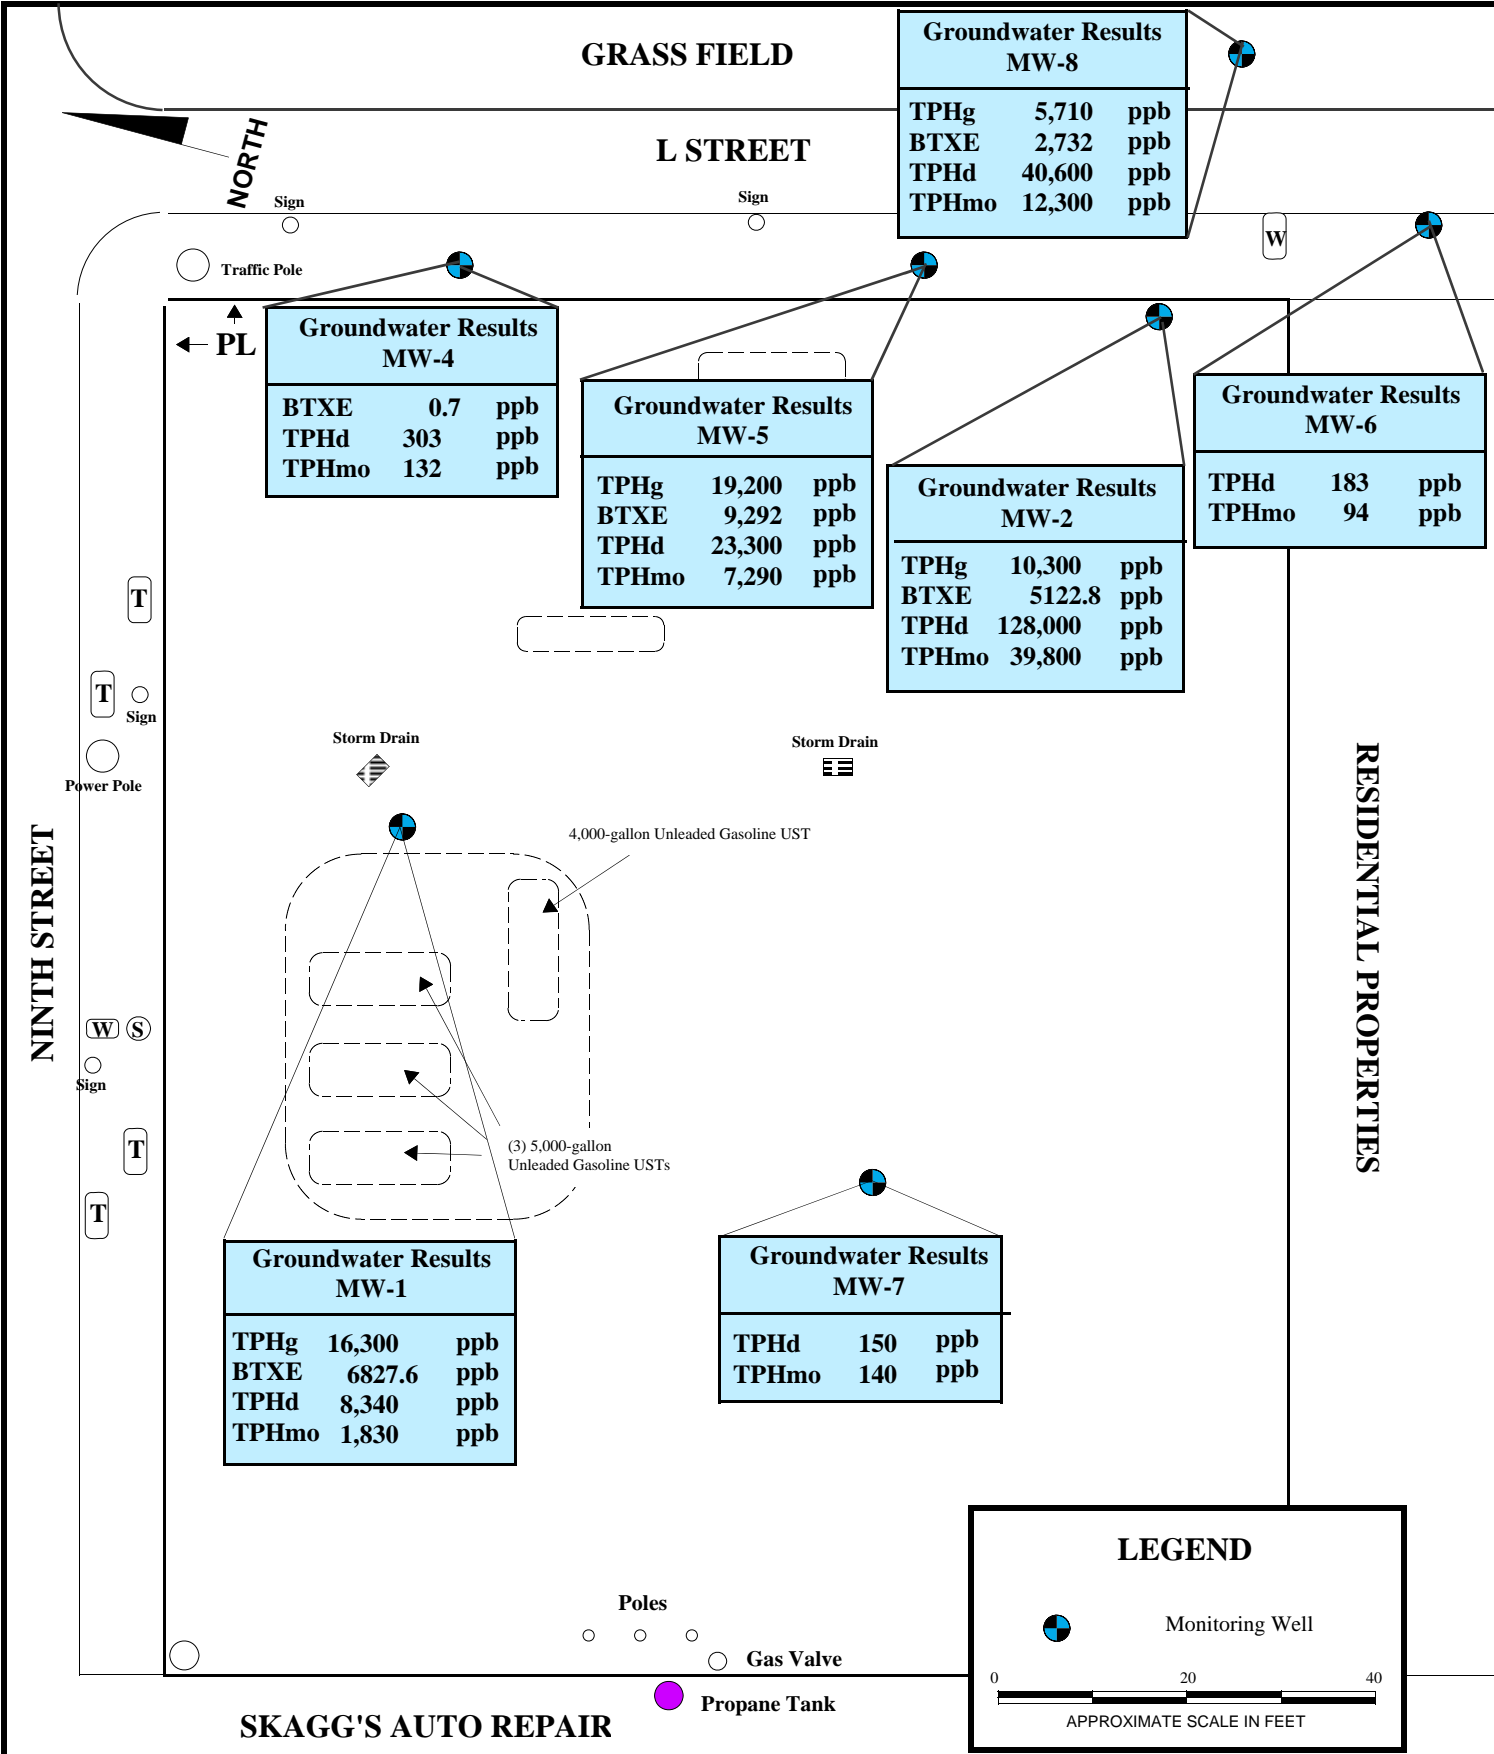 GRASS FIELD
L STREET
NORTH
Sign
Sign
Traffic Pole
PL
W
Groundwater Results
MW-8
TPHg 5,710 ppb
BTXE 2,732 ppb
TPHd 40,600 ppb
TPHmo 12,300 ppb
Groundwater Results
MW-4
BTXE 0.7 ppb
TPHd 303 ppb
TPHmo 132 ppb
Groundwater Results
MW-5
TPHg 19,200 ppb
BTXE 9,292 ppb
TPHd 23,300 ppb
TPHmo 7,290 ppb
Groundwater Results
MW-2
TPHg 10,300 ppb
BTXE 5122.8 ppb
TPHd 128,000 ppb
TPHmo 39,800 ppb
Groundwater Results
MW-6
TPHd 183 ppb
TPHmo 94 ppb
T
T
Sign
Power Pole
Storm Drain
Storm Drain
4,000-gallon Unleaded Gasoline UST
NINTH STREET
RESIDENTIAL PROPERTIES
W S
Sign
T
T
(3) 5,000-gallon
Unleaded Gasoline USTs
Groundwater Results
MW-1
TPHg 16,300 ppb
BTXE 6827.6 ppb
TPHd 8,340 ppb
TPHmo 1,830 ppb
Groundwater Results
MW-7
TPHd 150 ppb
TPHmo 140 ppb
Poles
Gas Valve
Propane Tank
SKAGG'S AUTO REPAIR
LEGEND
Monitoring Well
0 20 40
APPROXIMATE SCALE IN FEET